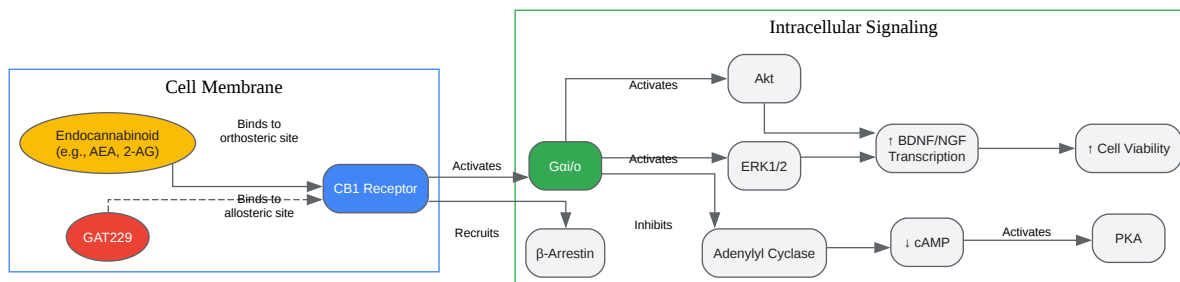 Intracellular Signaling
Cell Membrane
Endocannabinoid
(e.g., AEA, 2-AG)
Binds to
orthosteric site
GAT229
Binds to
allosteric site
CB1 Receptor
Activates
Recruits
Gαi/o
β-Arrestin
Activates
Akt
Activates
ERK1/2
Inhibits
Adenylyl Cyclase
↑ BDNF/NGF
Transcription
↑ Cell Viability
↓ cAMP
Activates
PKA